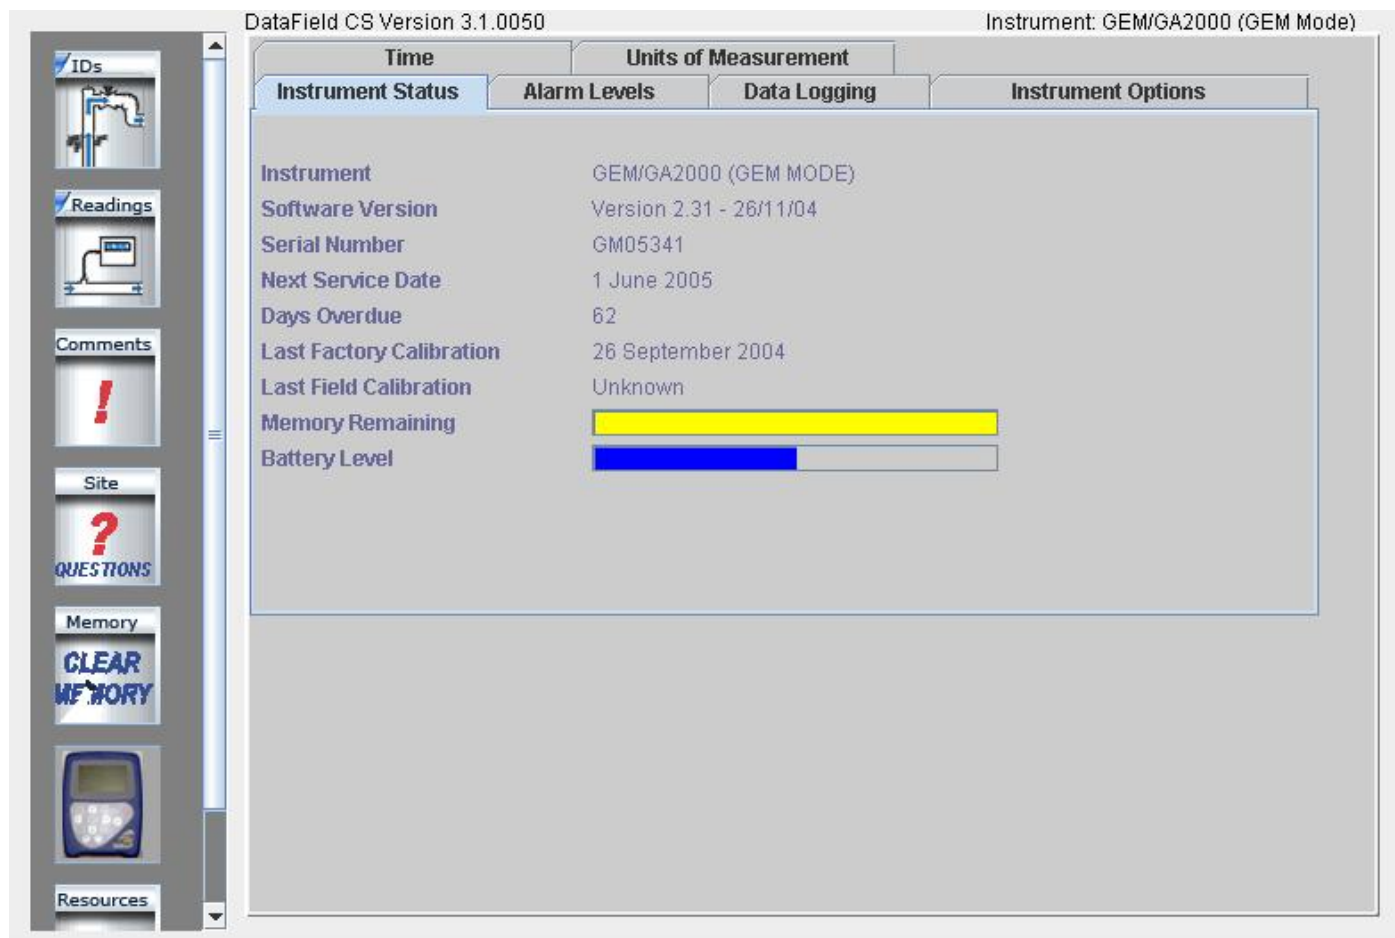 DataField CS Version 3.1.0050 Instrument: GEM/GA2000 (GEM Mode)
IDs
Readings
Comments
!
Site
?
QUESTIONS
Memory
CLEAR
MEMORY
Resources
Time Units of Measurement
Instrument Status Alarm Levels Data Logging Instrument Options
Instrument GEM/GA2000 (GEM MODE)
Software Version Version 2.31 - 26/11/04
Serial Number GM05341
Next Service Date 1 June 2005
Days Overdue 62
Last Factory Calibration 26 September 2004
Last Field Calibration Unknown
Memory Remaining
Battery Level